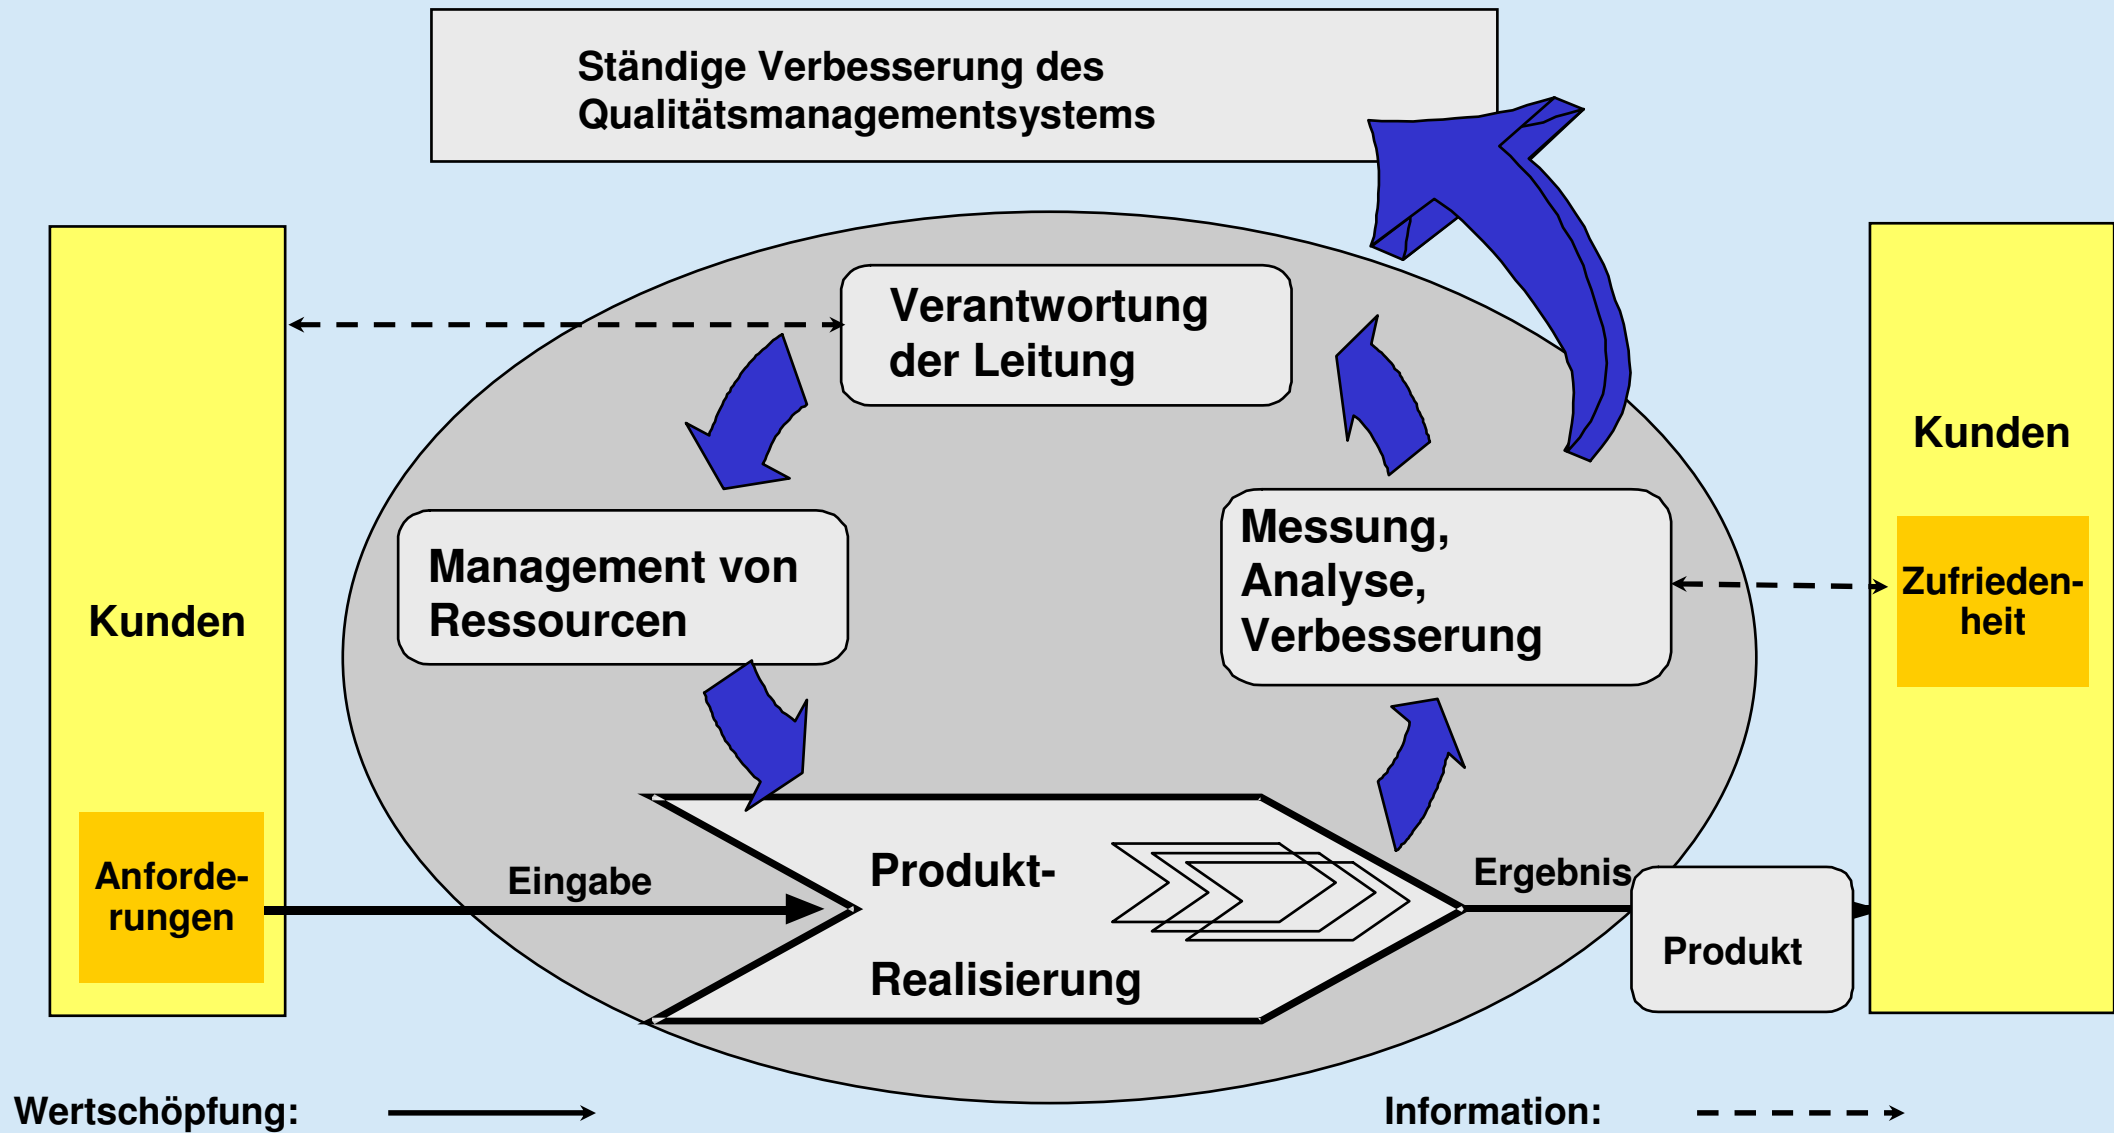 Ständige Verbesserung des
Qualitätsmanagementsystems
Verantwortung
der Leitung
Kunden
Management von
Ressourcen
Kunden
Messung,
Analyse,
Verbesserung
Zufrieden-
heit
Anforde-
rungen
Eingabe
Produkt-
Realisierung
Ergebnis
Produkt
Wertschöpfung:
Information: